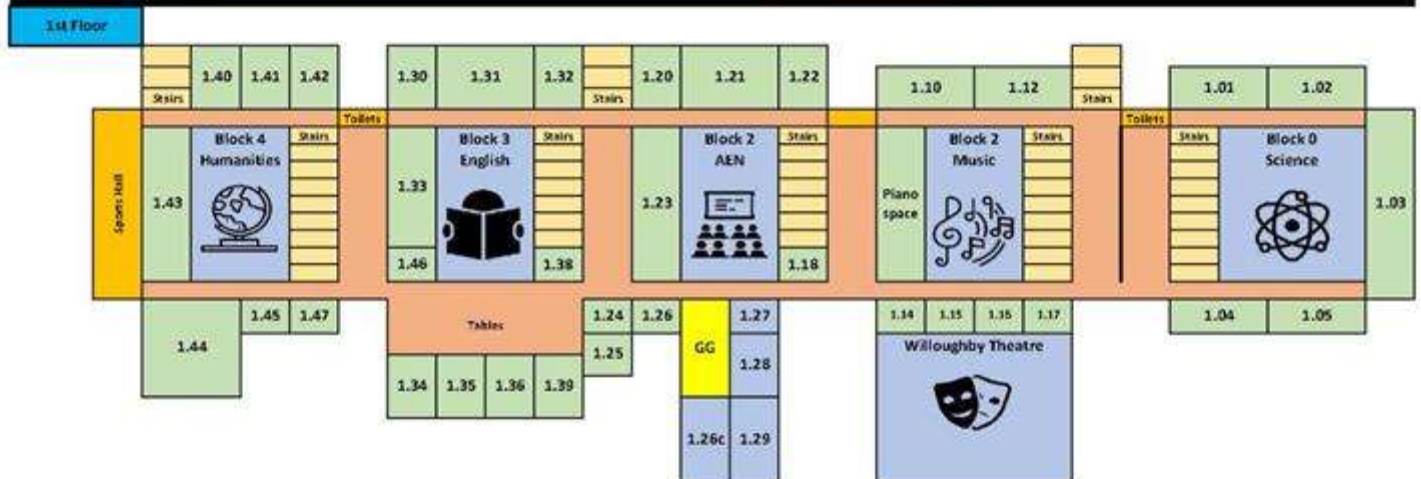 1st Floor
1.40 1.41 1.42 1.30 1.31 1.32 1.20 1.21 1.22 1.10 1.12 1.01 1.02
Stairs Stairs Stairs
Toilets Toilets
Block 4 Stairs Block 3 Stairs Block 2 Stairs Block 2 Stairs Stairs Block 0
Humanities English AEN Music Science
Sports Hall 1.43 1.33 1.23 Piano 1.03
space
1.46 1.38 1.18
1.45 1.47 Tables 1.24 1.26 1.27 1.14 1.15 1.16 1.17 1.04 1.05
1.44 1.25 GG 1.28 Willoughby Theatre
1.34 1.35 1.36 1.39
1.26c 1.29